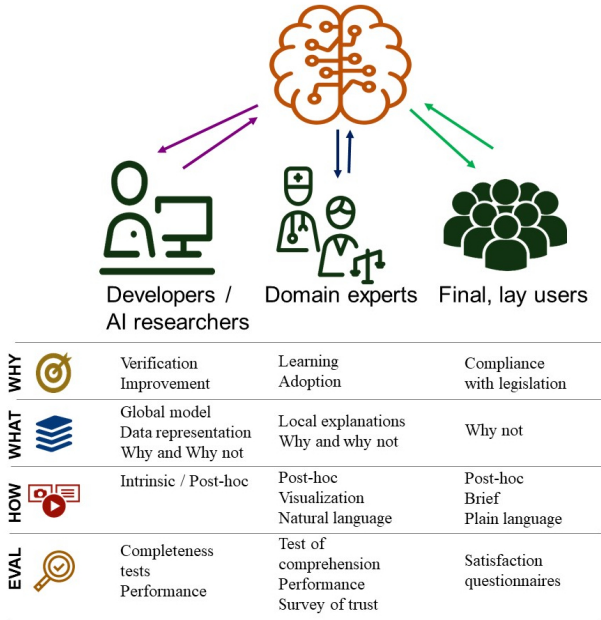 Developers /
AI researchers
Domain experts
Final, lay users
WHY
Verification
Improvement
Learning
Adoption
Compliance
with legislation
WHAT
Global model
Data representation
Why and Why not
Local explanations
Why and why not
Why not
HOW
Intrinsic / Post-hoc
Post-hoc
Visualization
Natural language
Post-hoc
Brief
Plain language
EVAL
Completeness
tests
Performance
Test of
comprehension
Performance
Survey of trust
Satisfaction
questionnaires